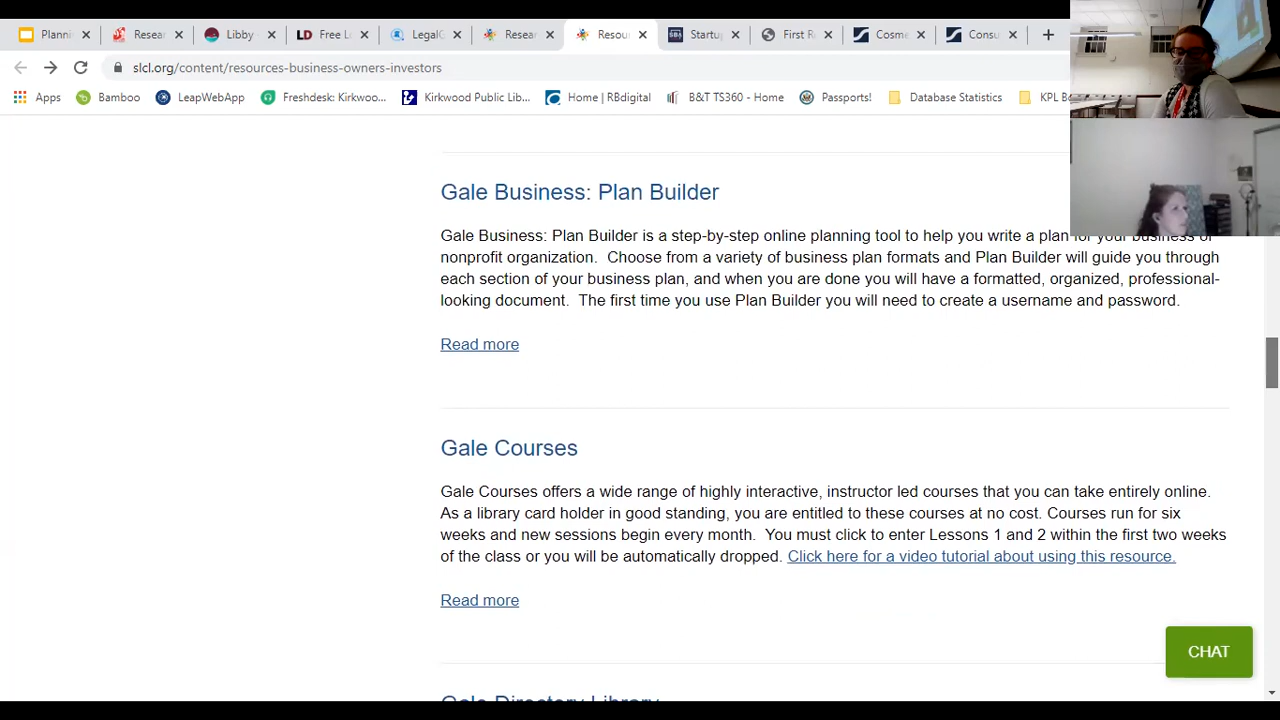 Plannin
Resear
Libby
Free Le
LegalC
Resear
Resou
SBA
Startu
First R
Cosme
Consu
slcl.org/content/resources-business-owners-investors
Apps
Bamboo
LeapWebApp
Freshdesk: Kirkwoo...
Kirkwood Public Lib...
Home | RBdigital
B&T TS360 - Home
Passports!
Database Statistics
KPL B
Gale Business: Plan Builder
Gale Business: Plan Builder is a step-by-step online planning tool to help you write a plan for your business or
nonprofit organization. Choose from a variety of business plan formats and Plan Builder will guide you through
each section of your business plan, and when you are done you will have a formatted, organized, professional-
looking document. The first time you use Plan Builder you will need to create a username and password.
Read more
Gale Courses
Gale Courses offers a wide range of highly interactive, instructor led courses that you can take entirely online.
As a library card holder in good standing, you are entitled to these courses at no cost. Courses run for six
weeks and new sessions begin every month. You must click to enter Lessons 1 and 2 within the first two weeks
of the class or you will be automatically dropped. Click here for a video tutorial about using this resource.
Read more
CHAT
Gale Directory Library